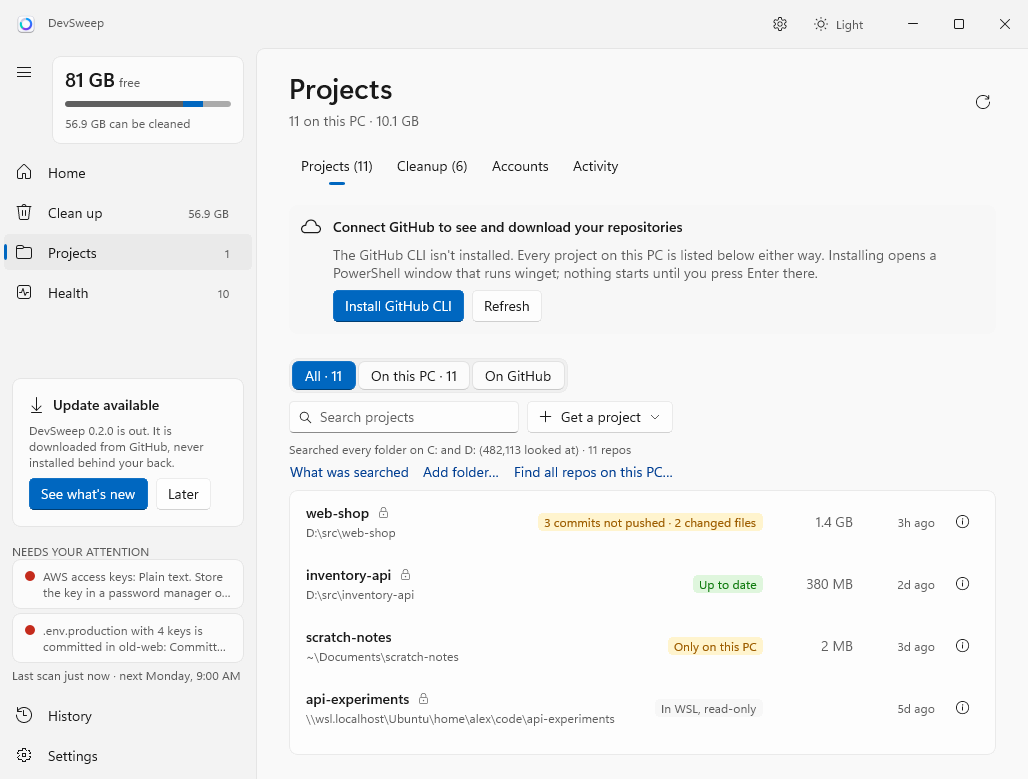 DevSweep
Light
81 GB free
56.9 GB can be cleaned
Home
Clean up 56.9 GB
Projects 1
Health 10
Update available
DevSweep 0.2.0 is out. It is
downloaded from GitHub, never
installed behind your back.
See what's new Later
NEEDS YOUR ATTENTION
AWS access keys: Plain text. Store
the key in a password manager o...
.env.production with 4 keys is
committed in old-web: Committ...
Last scan just now · next Monday, 9:00 AM
History
Settings
Projects
11 on this PC · 10.1 GB
Projects (11) Cleanup (6) Accounts Activity
Connect GitHub to see and download your repositories
The GitHub CLI isn't installed. Every project on this PC is listed below either way. Installing opens a
PowerShell window that runs winget; nothing starts until you press Enter there.
Install GitHub CLI Refresh
All · 11 On this PC · 11 On GitHub
Search projects Get a project
Searched every folder on C: and D: (482,113 looked at) · 11 repos
What was searched Add folder... Find all repos on this PC...
web-shop 3 commits not pushed · 2 changed files 1.4 GB 3h ago
D:\src\web-shop
inventory-api Up to date 380 MB 2d ago
D:\src\inventory-api
scratch-notes Only on this PC 2 MB 3d ago
~\Documents\scratch-notes
api-experiments In WSL, read-only 5d ago
\\wsl.localhost\Ubuntu\home\alex\code\api-experiments